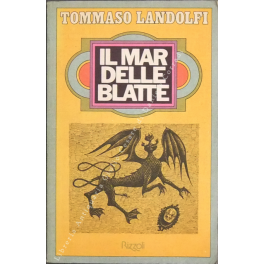 TOMMASO LANDOLFI
IL MAR
DELLE
BLATTE
Rizzoli